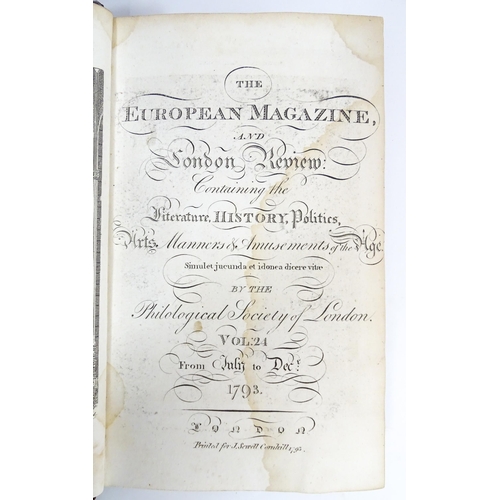 THE
EUROPEAN MAGAZINE,
AND
London Review:
Containing the
Literature, HISTORY, Politics,
Arts, Manners & Amusements of the Age.
Simul et jucunda et idonea dicere vitæ
BY THE
Philological Society of London.
VOL: 24
From July to Decr.
1793.
LONDON
Printed for J. Sewell Cornhill 1793.